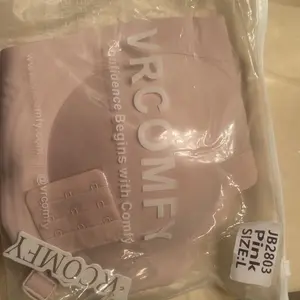 VRCOMFY
Confidence Begins with Comfy
VRCOMFY
JB2803
Pink
SIZE:L